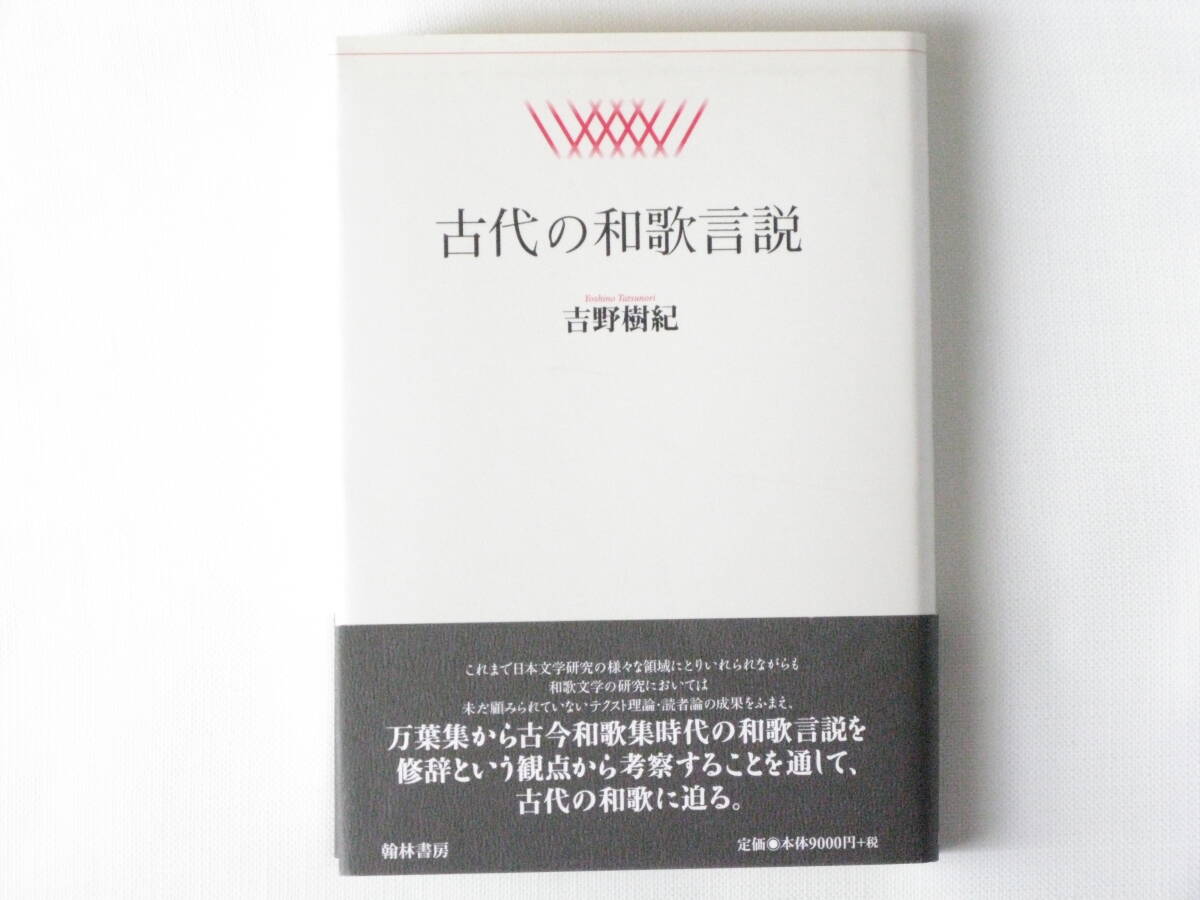 古代の和歌言説
Yoshino Tatsunori
吉野樹紀
これまで日本文学研究の様々な領域にとりいれられながらも
和歌文学の研究においては
未だ顧みられていないテクスト理論・読者論の成果をふまえ、
万葉集から古今和歌集時代の和歌言説を
修辞という観点から考察することを通して、
古代の和歌に迫る。
翰林書房
定価◉本体9000円+税